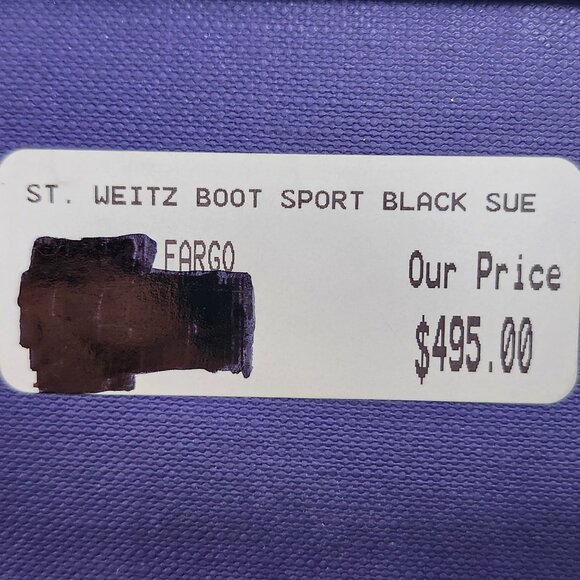 ST. WEITZ BOOT SPORT BLACK SUE
FARGO
Our Price
$495.00